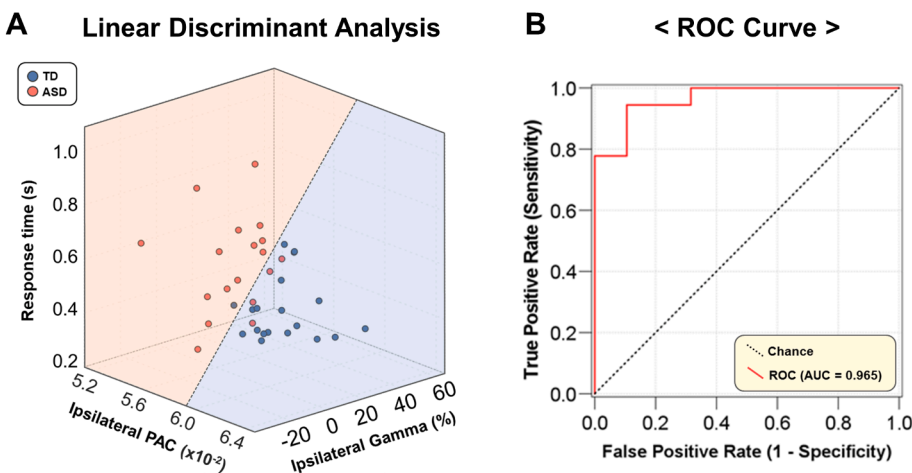 A
Linear Discriminant Analysis
TD
ASD
Response time (s)
1.0
0.8
0.6
0.4
0.2
5.2
5.6
6.0
6.4
Ipsilateral PAC (x10-2)
-20
0
20
40
60
Ipsilateral Gamma (%)
B
< ROC Curve >
True Positive Rate (Sensitivity)
1.0
0.8
0.6
0.4
0.2
0.0
Chance
ROC (AUC = 0.965)
0.0 0.2 0.4 0.6 0.8 1.0
False Positive Rate (1 - Specificity)